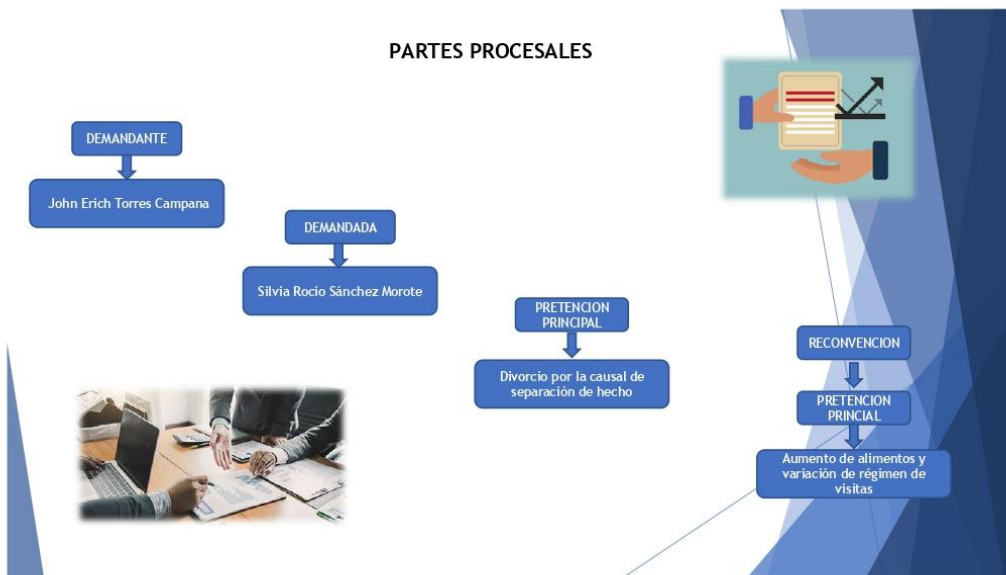 PARTES PROCESALES
DEMANDANTE
John Erich Torres Campana
DEMANDADA
Silvia Rocio Sánchez Morote
PRETENCION
PRINCIPAL
Divorcio por la causal de
separación de hecho
RECONVENCION
PRETENCION
PRINCIAL
Aumento de alimentos y
variación de régimen de
visitas